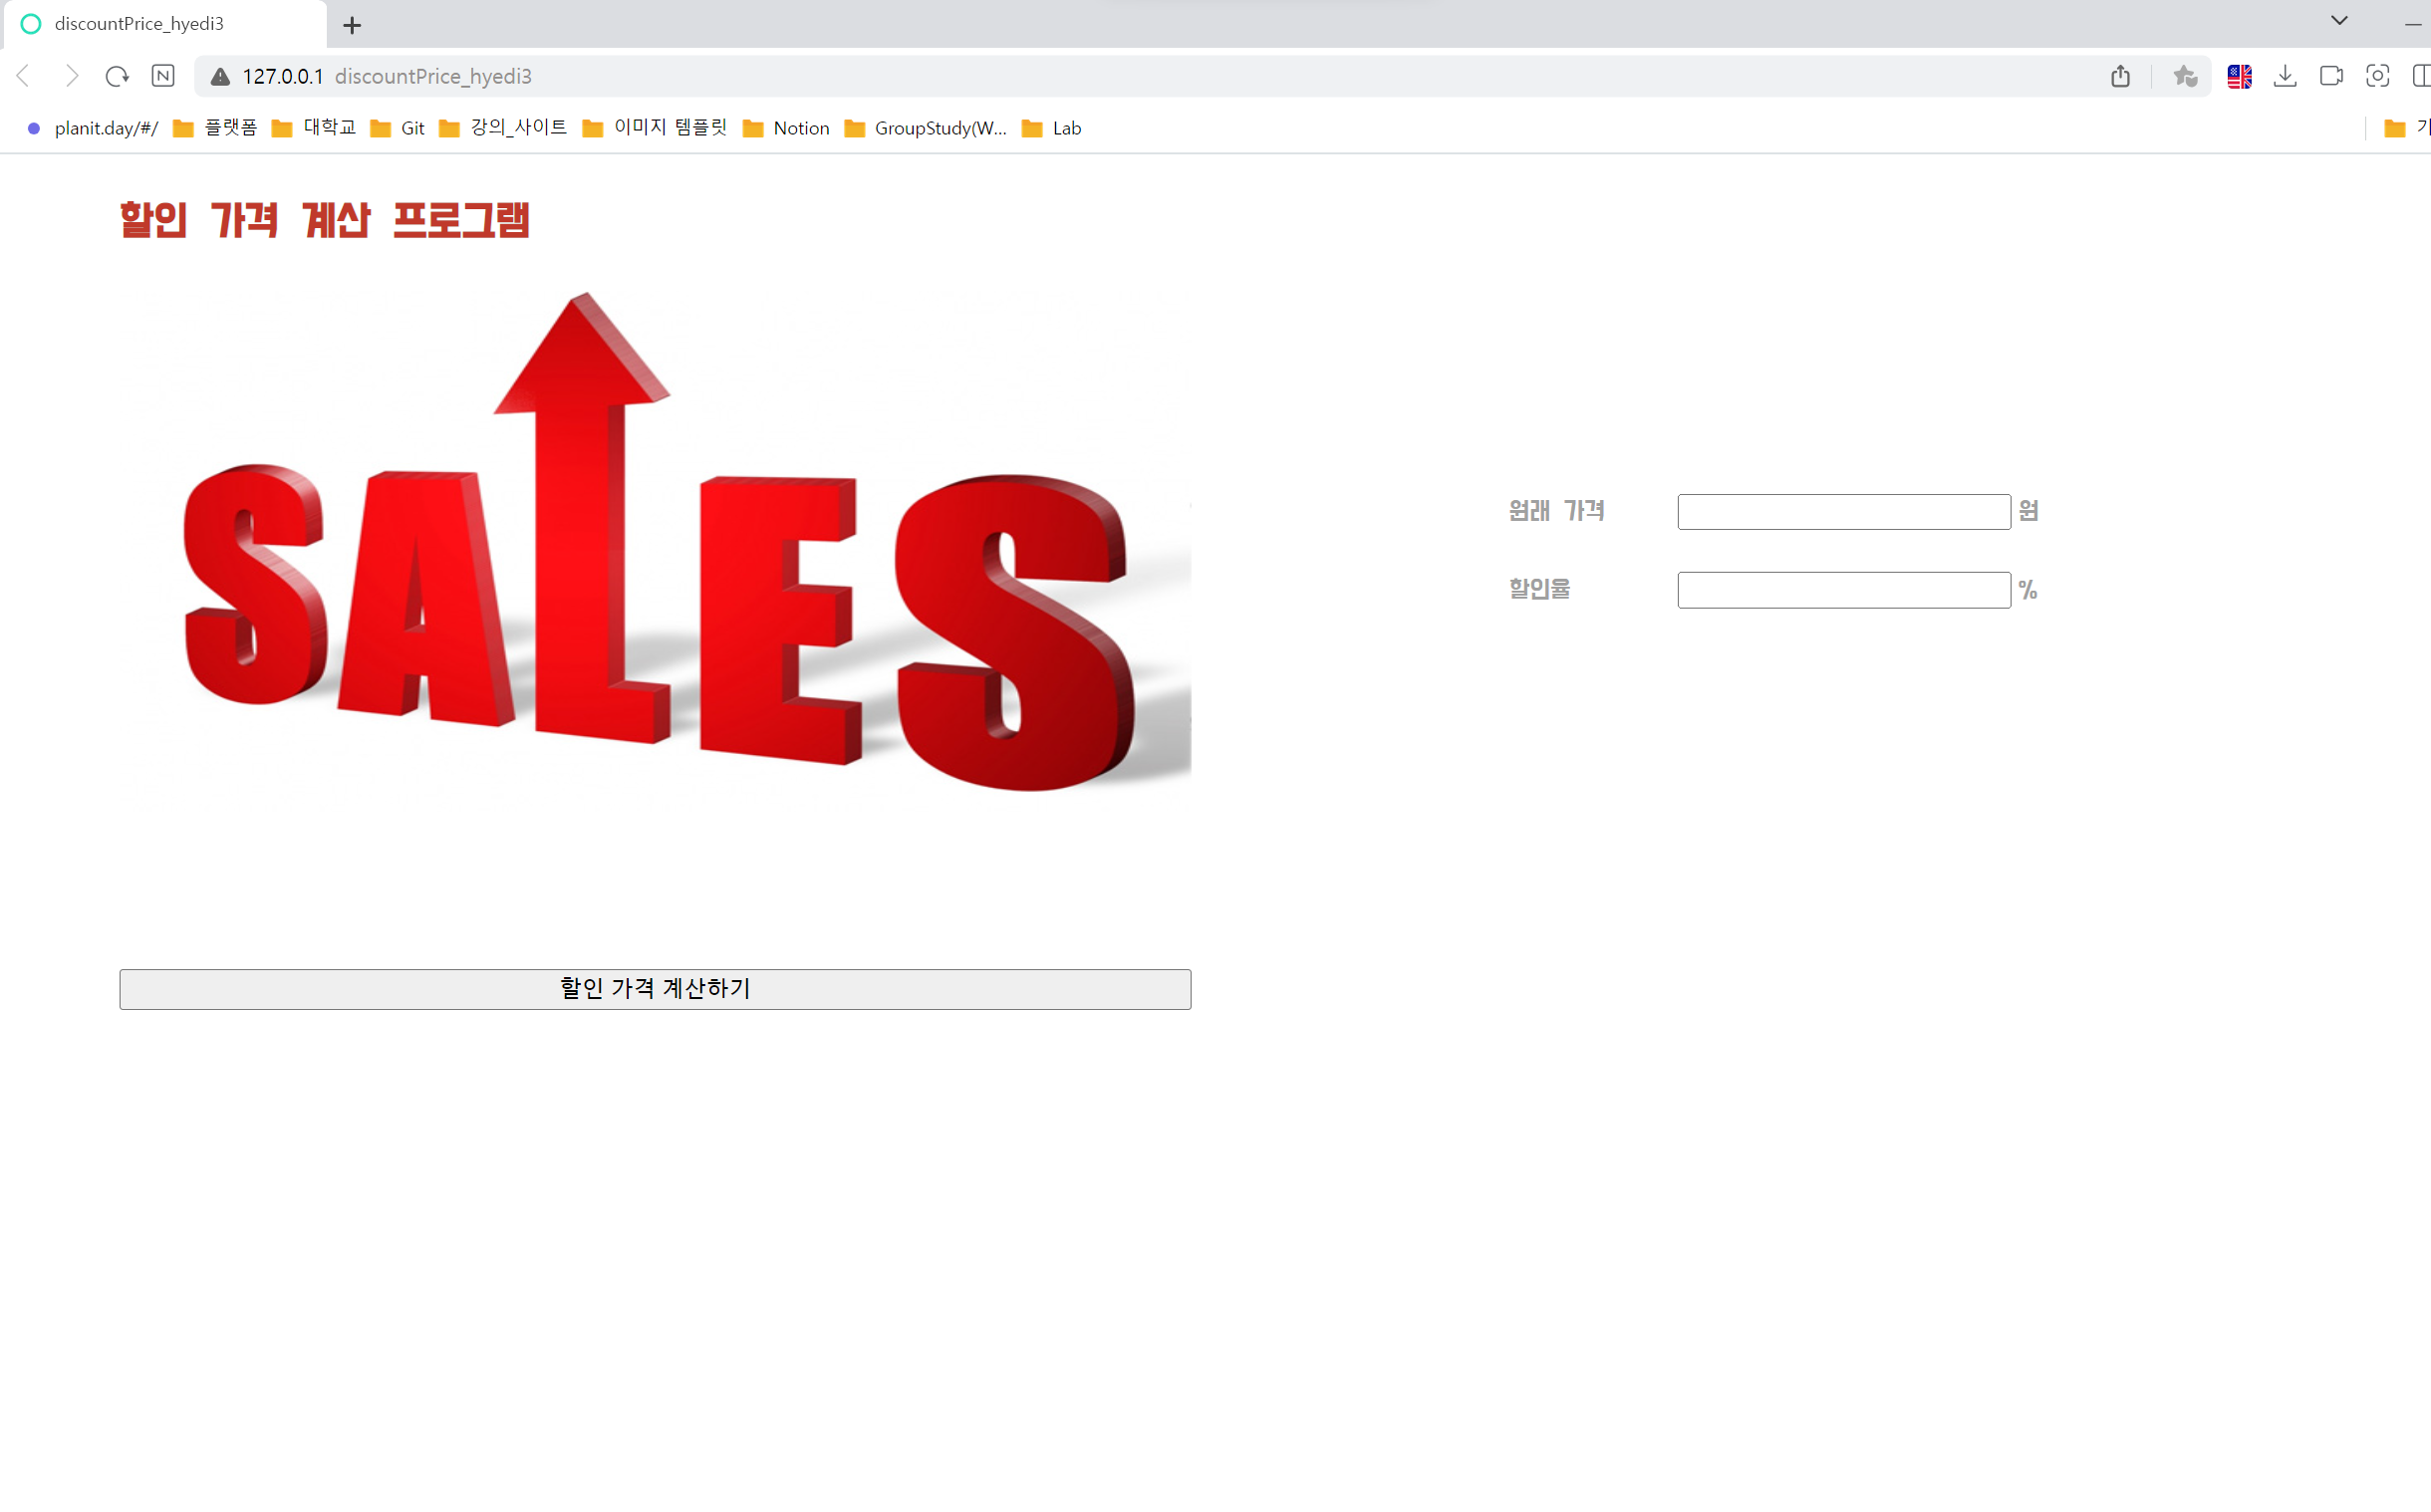 discountPrice_hyedi3
127.0.0.1 discountPrice_hyedi3
planit.day/#/ 플랫폼 대학교 Git 강의_사이트 이미지 템플릿 Notion GroupStudy(W... Lab
할인 가격 계산 프로그램
SALES
원래 가격 원
할인율 %
할인 가격 계산하기